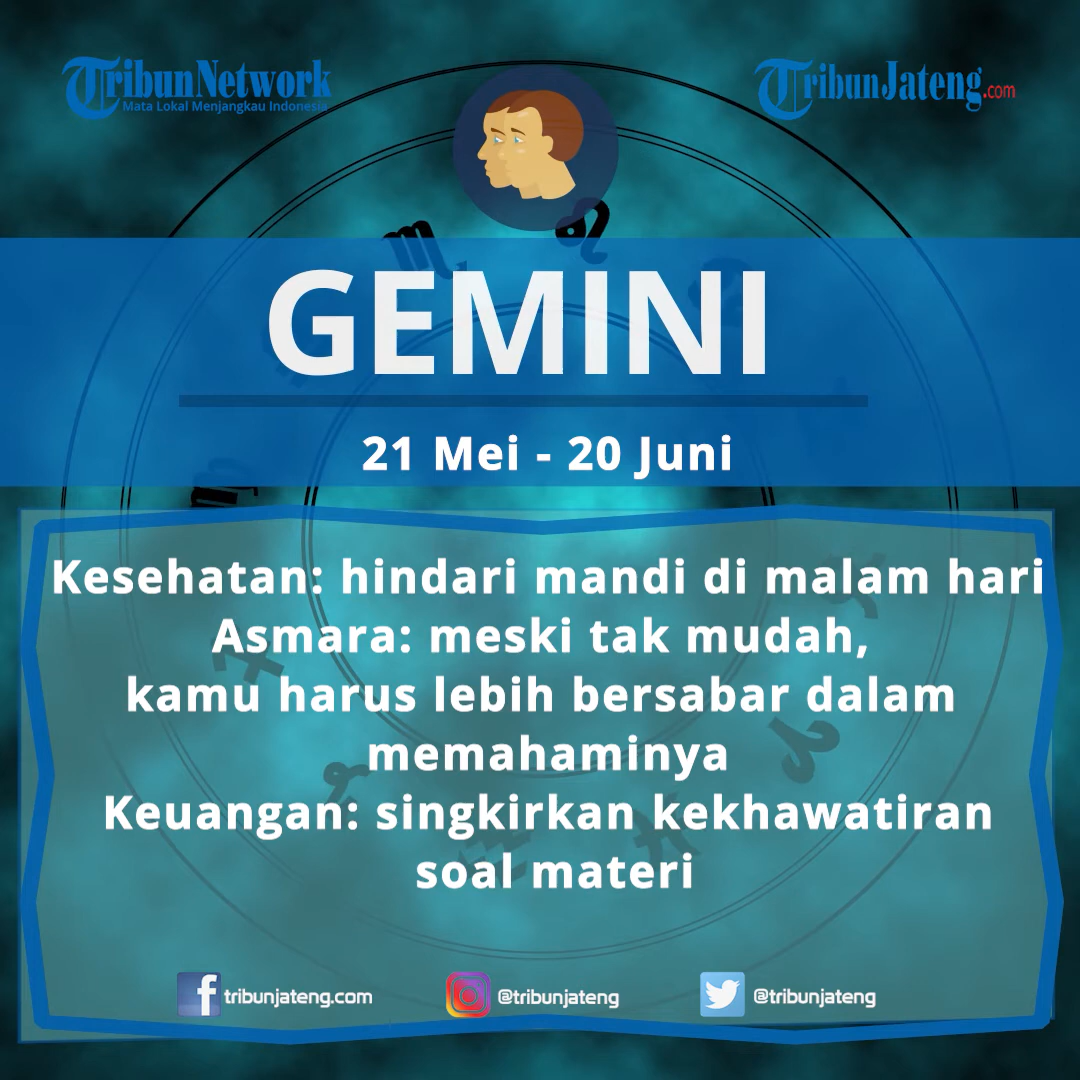 TribunNetwork
Mata Lokal Menjangkau Indonesia
TribunJateng.com
GEMINI
21 Mei - 20 Juni
Kesehatan: hindari mandi di malam hari
Asmara: meski tak mudah,
kamu harus lebih bersabar dalam
memahaminya
Keuangan: singkirkan kekhawatiran
soal materi
tribunjateng.com
@tribunjateng
@tribunjateng